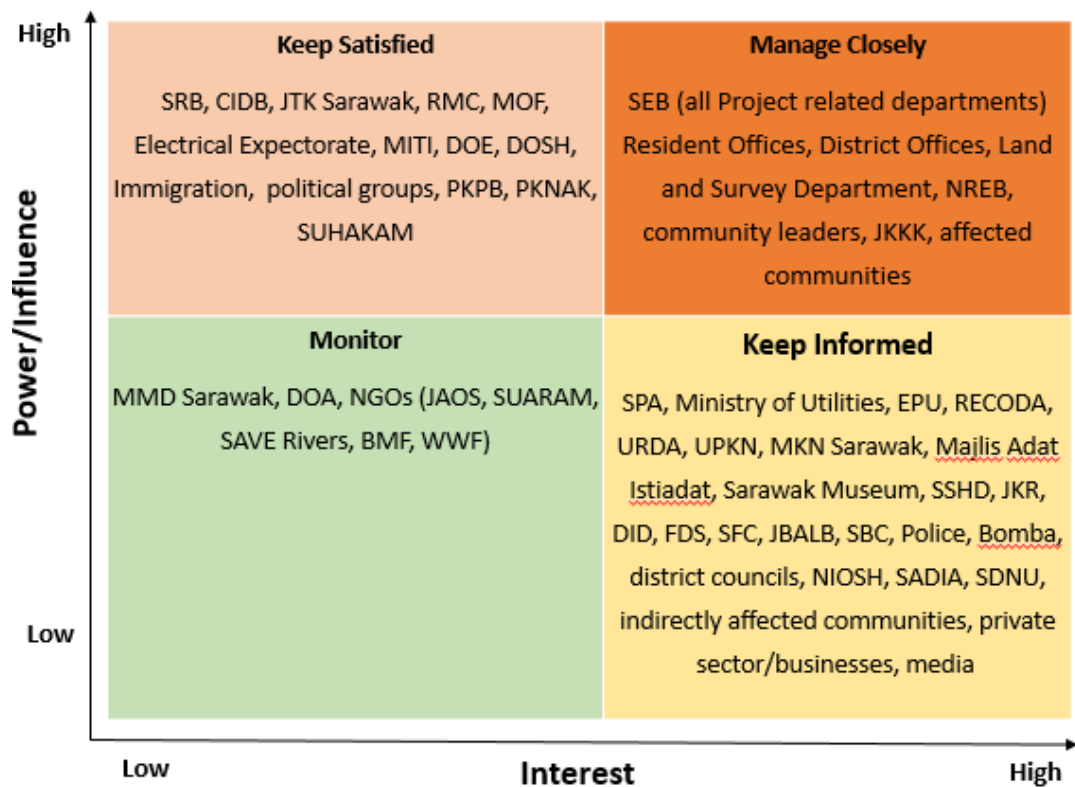 High
Keep Satisfied
SRB, CIDB, JTK Sarawak, RMC, MOF,
Electrical Expectorate, MITI, DOE, DOSH,
Immigration, political groups, PKPB, PKNAK,
SUHAKAM
Manage Closely
SEB (all Project related departments)
Resident Offices, District Offices, Land
and Survey Department, NREB,
community leaders, JKKK, affected
communities
Power/Influence
Monitor
MMD Sarawak, DOA, NGOs (JAOS, SUARAM,
SAVE Rivers, BMF, WWF)
Keep Informed
SPA, Ministry of Utilities, EPU, RECODA,
URDA, UPKN, MKN Sarawak, Majlis Adat
Istiadat, Sarawak Museum, SSHD, JKR,
DID, FDS, SFC, JBALB, SBC, Police, Bomba,
district councils, NIOSH, SADIA, SDNU,
indirectly affected communities, private
sector/businesses, media
Low
Low
Interest
High